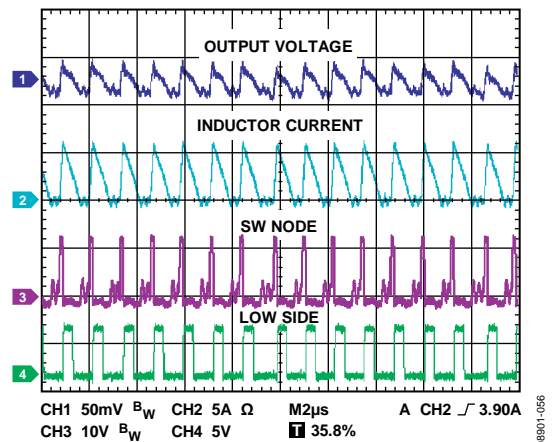 OUTPUT VOLTAGE
1
INDUCTOR CURRENT
2
SW NODE
3
LOW SIDE
4
CH1 50mV BW CH2 5A Ω M2µs A CH2 3.90A
CH3 10V BW CH4 5V T 35.8%
08901-056